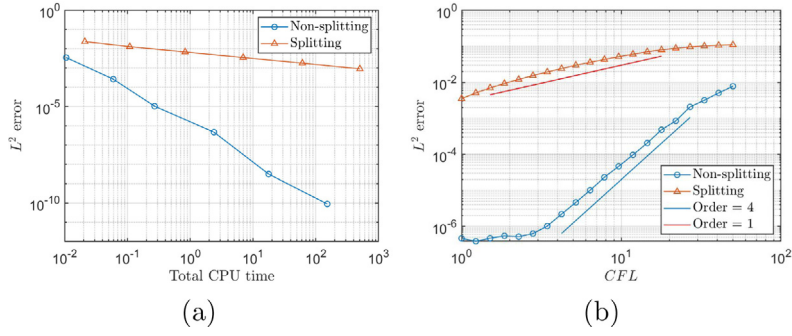 10^0
10^-5
10^-10
L^2 error
Non-splitting
Splitting
10^-2
10^-1
10^0
10^1
10^2
10^3
Total CPU time
(a)
10^0
10^-2
10^-4
10^-6
L^2 error
Non-splitting
Splitting
Order = 4
Order = 1
10^0
10^1
10^2
CFL
(b)